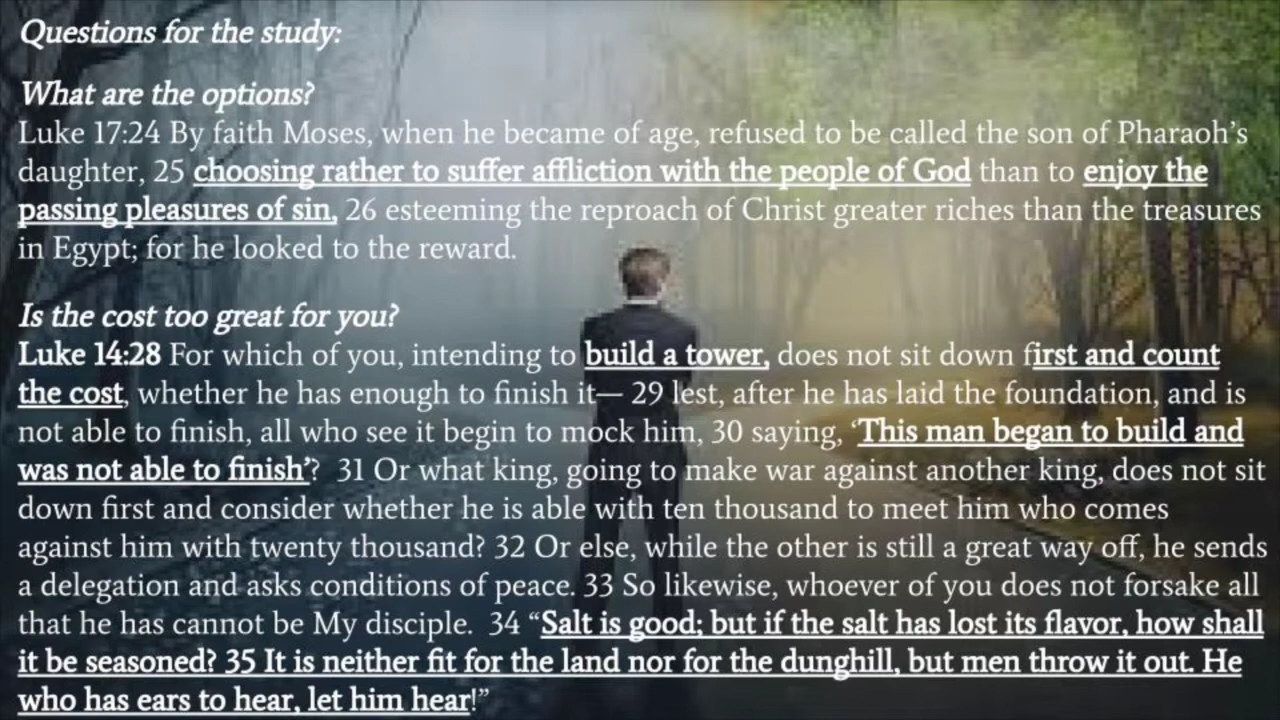 Questions for the study:
What are the options?
Luke 17:24 By faith Moses, when he became of age, refused to be called the son of Pharaoh's
daughter, 25 choosing rather to suffer affliction with the people of God than to enjoy the
passing pleasures of sin, 26 esteeming the reproach of Christ greater riches than the treasures
in Egypt; for he looked to the reward.
Is the cost too great for you?
Luke 14:28 For which of you, intending to build a tower, does not sit down first and count
the cost, whether he has enough to finish it— 29 lest, after he has laid the foundation, and is
not able to finish, all who see it begin to mock him, 30 saying, ‘This man began to build and
was not able to finish’?  31 Or what king, going to make war against another king, does not sit
down first and consider whether he is able with ten thousand to meet him who comes
against him with twenty thousand? 32 Or else, while the other is still a great way off, he sends
a delegation and asks conditions of peace. 33 So likewise, whoever of you does not forsake all
that he has cannot be My disciple.  34 “Salt is good; but if the salt has lost its flavor, how shall
it be seasoned? 35 It is neither fit for the land nor for the dunghill, but men throw it out. He
who has ears to hear, let him hear!”